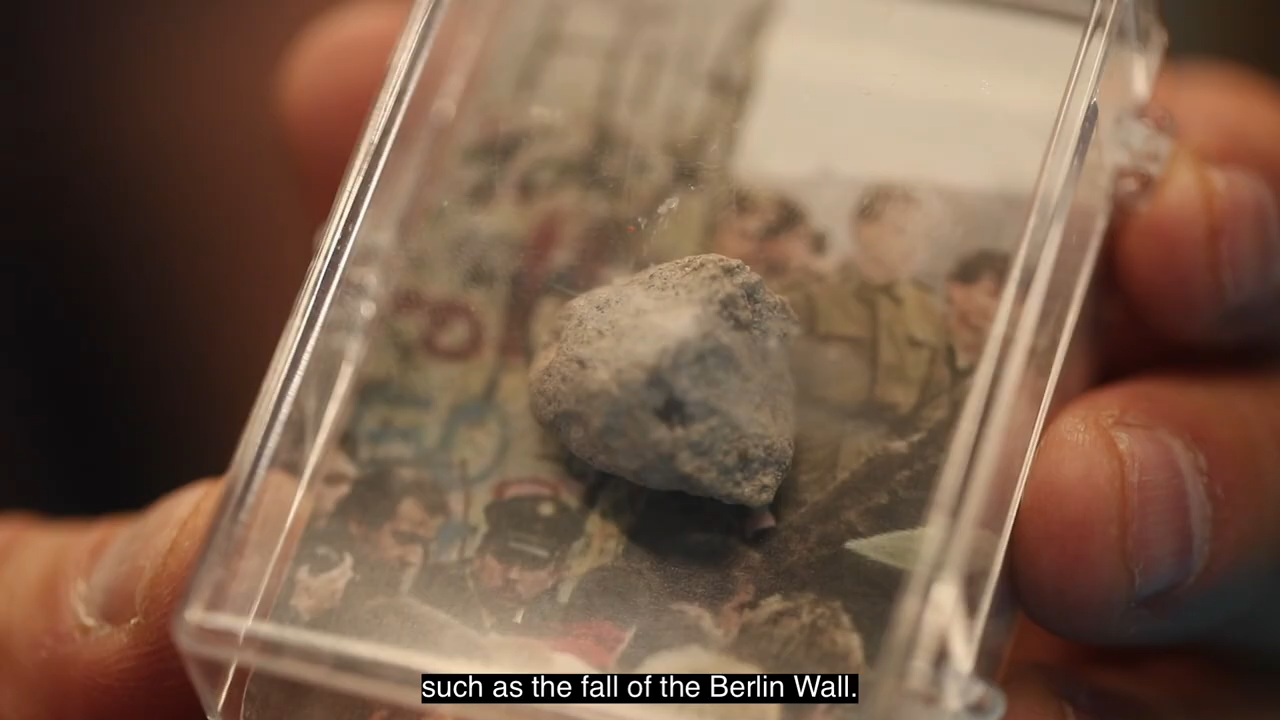 such as the fall of the Berlin Wall.